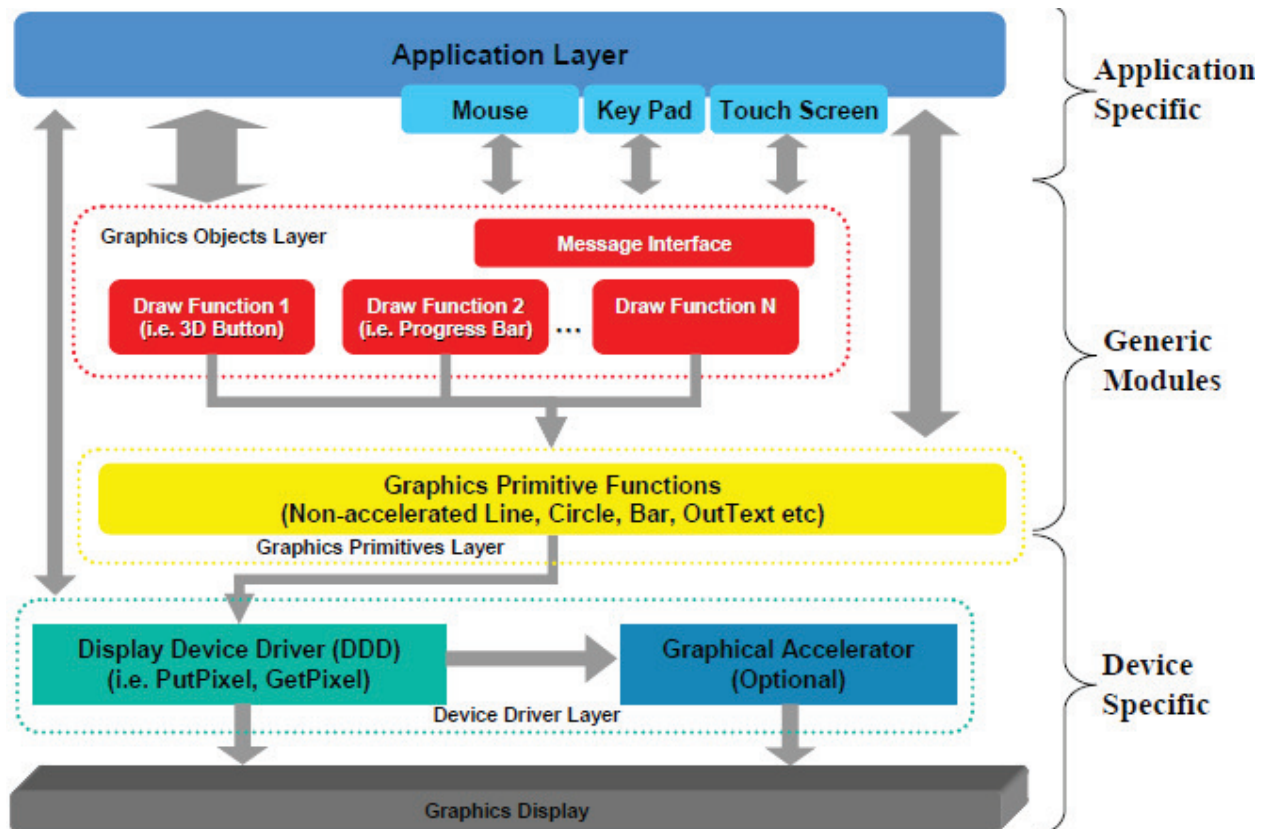 Application Layer
Mouse
Key Pad
Touch Screen
Application
Specific
Graphics Objects Layer
Message Interface
Draw Function 1
(i.e. 3D Button)
Draw Function 2
(i.e. Progress Bar)
...
Draw Function N
Generic
Modules
Graphics Primitive Functions
(Non-accelerated Line, Circle, Bar, OutText etc)
Graphics Primitives Layer
Display Device Driver (DDD)
(i.e. PutPixel, GetPixel)
Graphical Accelerator
(Optional)
Device Driver Layer
Device
Specific
Graphics Display